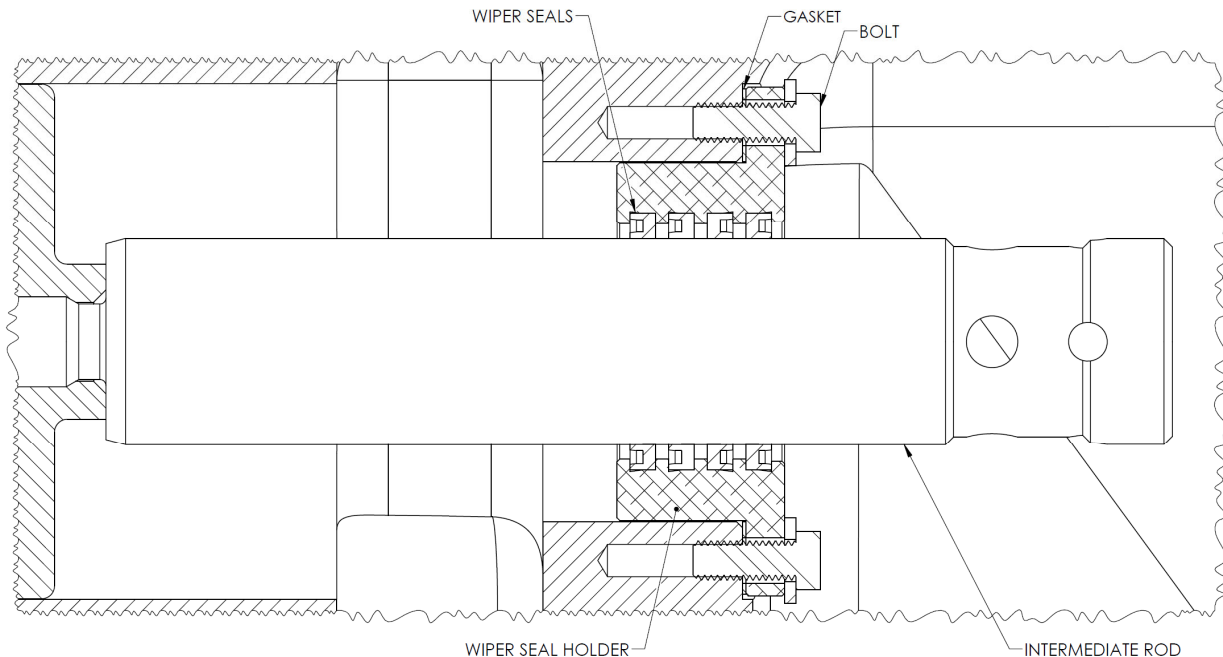 WIPER SEALS
GASKET
BOLT
WIPER SEAL HOLDER
INTERMEDIATE ROD